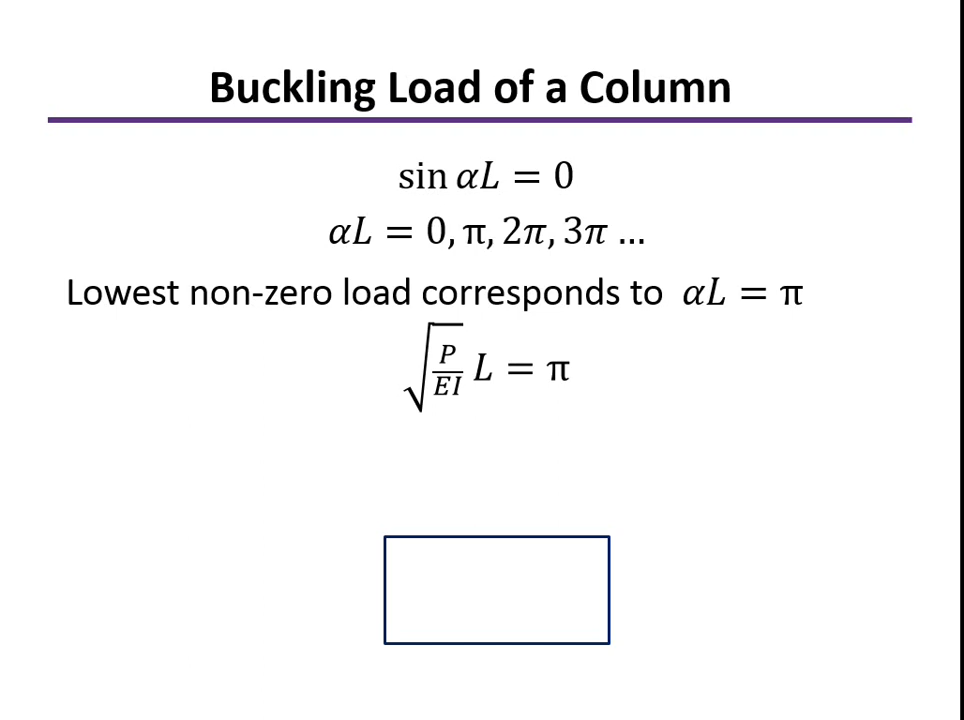 Buckling Load of a Column
sin 𝛼𝐿 = 0
𝛼𝐿 = 0, π, 2𝜋, 3𝜋 …
Lowest non-zero load corresponds to 𝛼𝐿 = π
√(𝑃/𝐸𝐼) 𝐿 = π